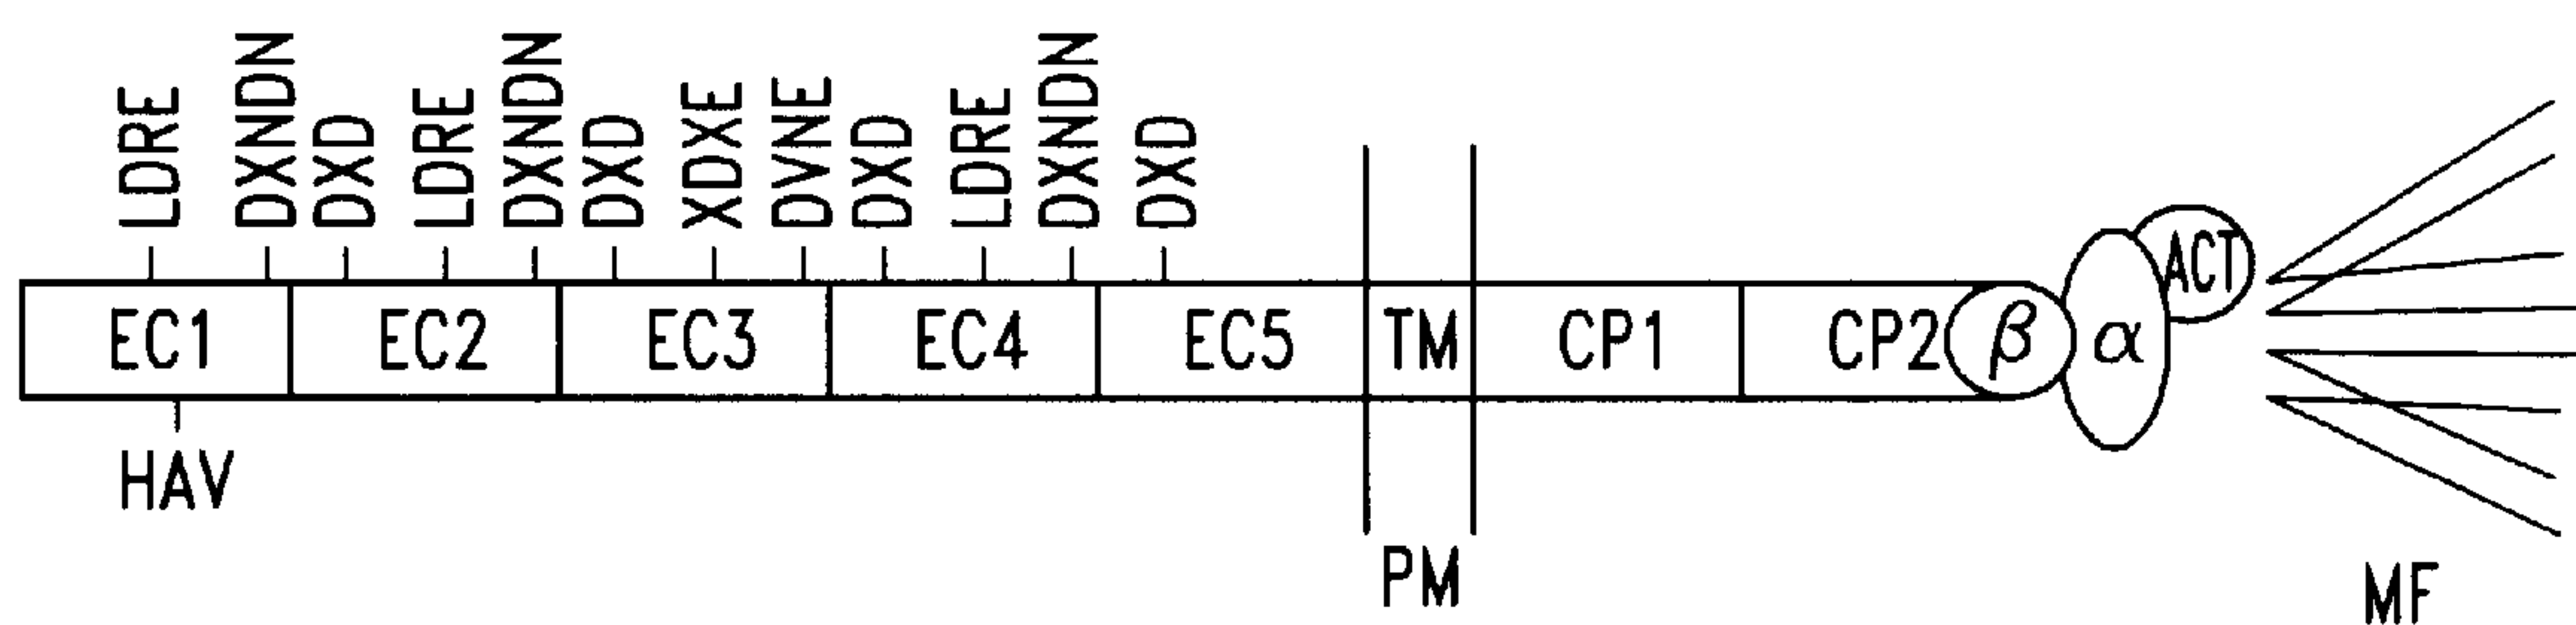 LDRE DXNDN DXD LDRE DXNDN DXD XDXE DVNE DXD LDRE DXNDN DXD
EC1 EC2 EC3 EC4 EC5 TM CP1 CP2 β α ACT
HAV
PM
MF